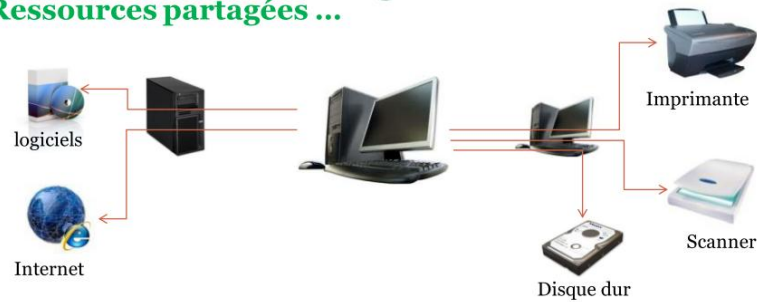 Ressources partagées ...
Imprimante
logiciels
Scanner
Internet
Disque dur